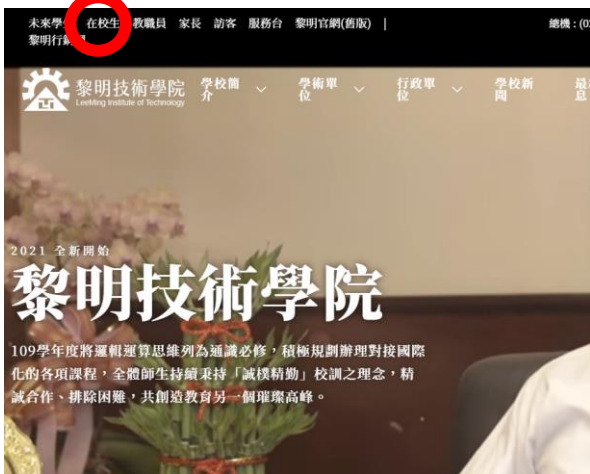 未來學 在校生 教職員 家長 訪客 服務台 黎明官網(舊版) | 總機 : (02
黎明行銷
黎明技術學院
LeeMing Institute of Technology
學校簡介
學術單位
行政單位
學校新聞
2021 全新開始
黎明技術學院
109學年度將邏輯運算思維列為通識必修，積極規劃辦理對接國際
化的各項課程，全體師生持續秉持「誠樸精勤」校訓之理念，精
誠合作、排除困難，共創造教育另一個璀璨高峰。